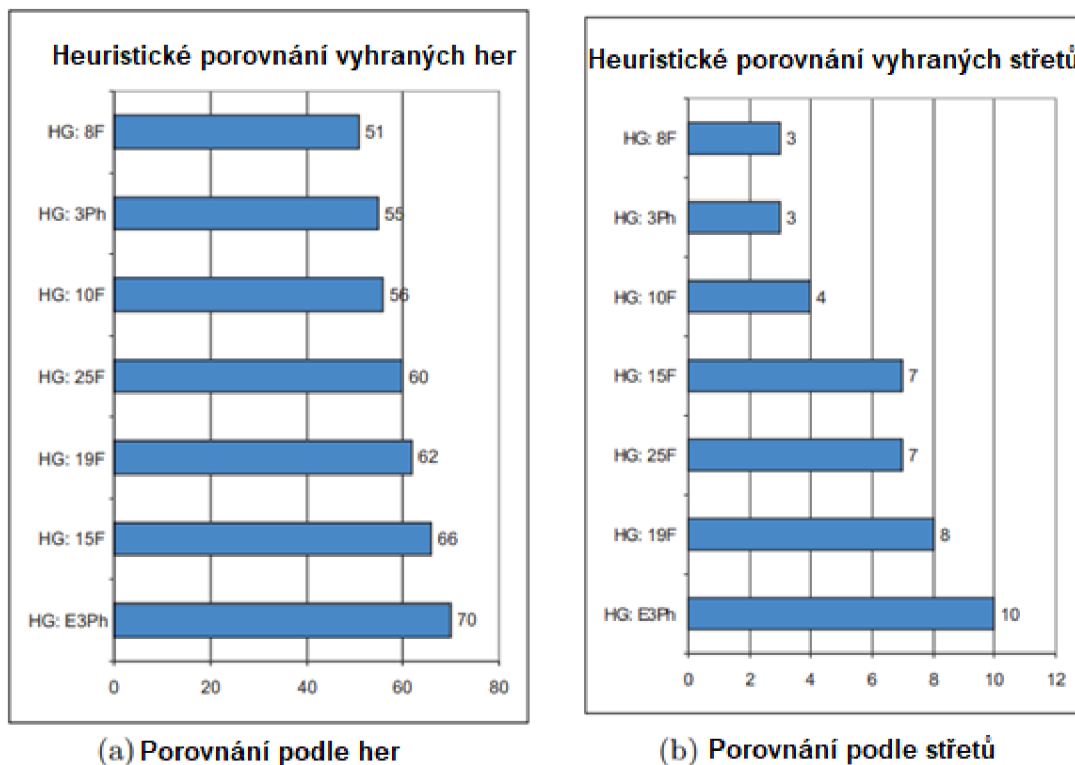 Heuristické porovnání vyhraných her
HG: 8F 51
HG: 3Ph 55
HG: 10F 56
HG: 25F 60
HG: 19F 62
HG: 15F 66
HG: E3Ph 70
0 20 40 60 80
(a) Porovnání podle her
Heuristické porovnání vyhraných střetů
HG: 8F 3
HG: 3Ph 3
HG: 10F 4
HG: 15F 7
HG: 25F 7
HG: 19F 8
HG: E3Ph 10
0 2 4 6 8 10 12
(b) Porovnání podle střetů